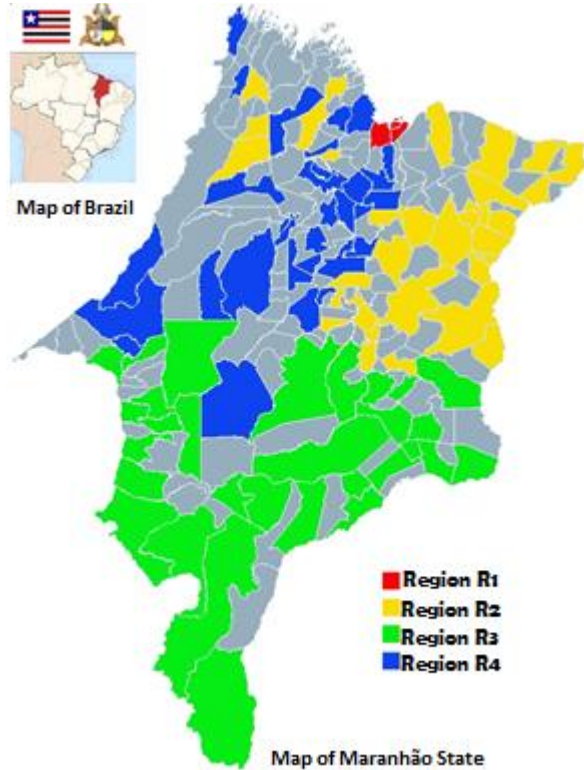 Map of Brazil
Region R1
Region R2
Region R3
Region R4
Map of Maranhão State